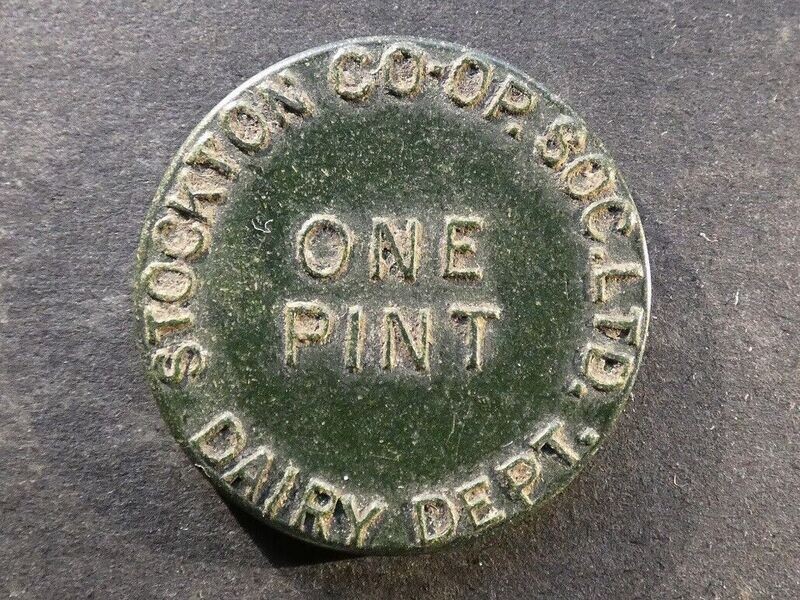 STOCKTON CO-OP. SOC. LTD.
ONE
PINT
DAIRY DEPT.